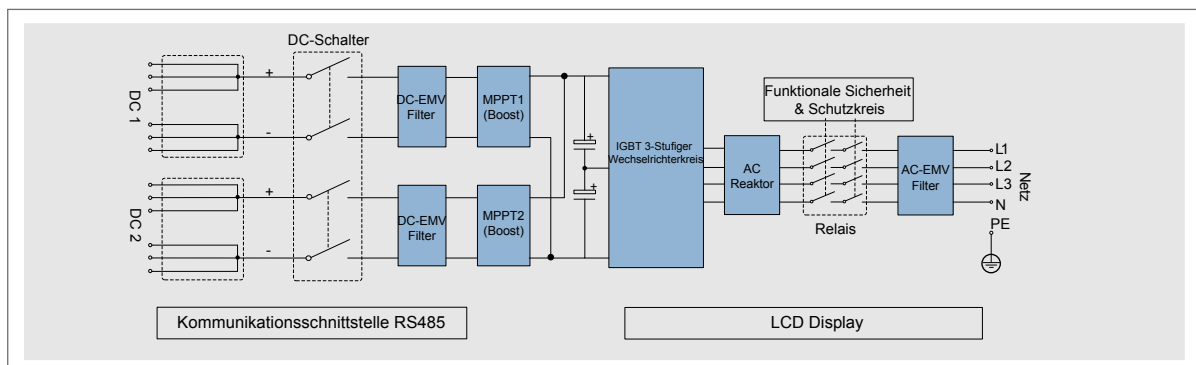 DC-Schalter
DC 1
+
-
DC-EMV
Filter
MPPT1
(Boost)
DC 2
+
-
DC-EMV
Filter
MPPT2
(Boost)
+
+
IGBT 3-Stufiger
Wechselrichterkreis
AC
Reaktor
Funktionale Sicherheit
& Schutzkreis
Relais
AC-EMV
Filter
L1
L2
L3
N
PE
Netz
Kommunikationsschnittstelle RS485
LCD Display